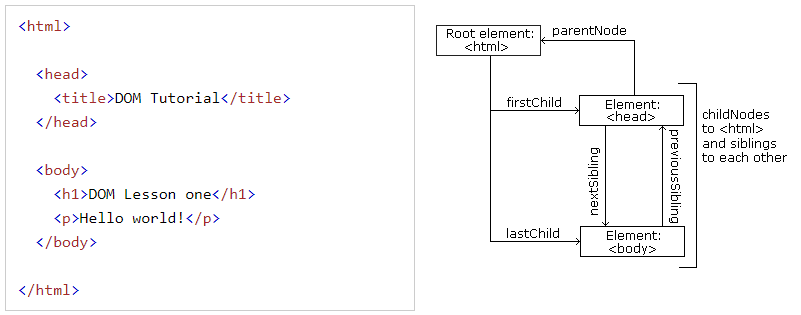 <html>
<head>
<title>DOM Tutorial</title>
</head>
<body>
<h1>DOM Lesson one</h1>
<p>Hello world!</p>
</body>
</html>
Root element:
<html>
parentNode
firstChild
Element:
<head>
childNodes
to <html>
and siblings
to each other
nextSibling
previousSibling
lastChild
Element:
<body>